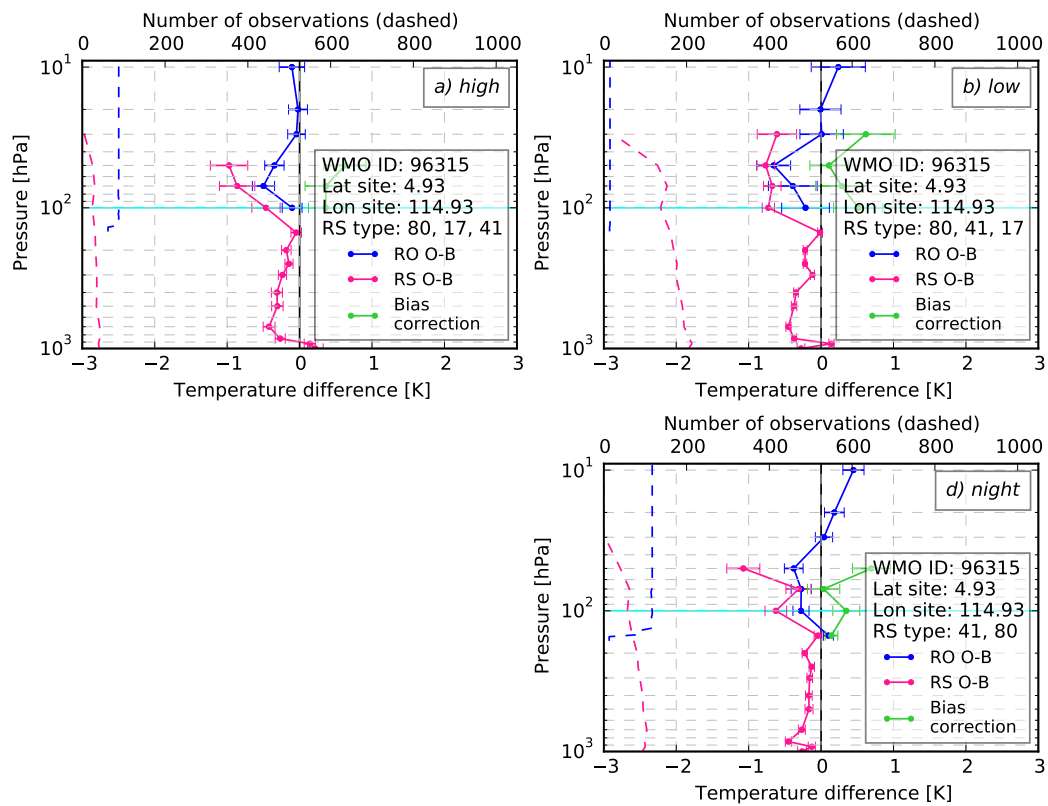 Number of observations (dashed)
0 200 400 600 800 1000
a) high
10¹
10²
10³
Pressure [hPa]
WMO ID: 96315
Lat site: 4.93
Lon site: 114.93
RS type: 80, 17, 41
RO O-B
RS O-B
Bias
correction
−3 −2 −1 0 1 2 3
Temperature difference [K]
Number of observations (dashed)
0 200 400 600 800 1000
b) low
10¹
10²
10³
Pressure [hPa]
WMO ID: 96315
Lat site: 4.93
Lon site: 114.93
RS type: 80, 41, 17
RO O-B
RS O-B
Bias
correction
−3 −2 −1 0 1 2 3
Temperature difference [K]
Number of observations (dashed)
0 200 400 600 800 1000
d) night
10¹
10²
10³
Pressure [hPa]
WMO ID: 96315
Lat site: 4.93
Lon site: 114.93
RS type: 41, 80
RO O-B
RS O-B
Bias
correction
−3 −2 −1 0 1 2 3
Temperature difference [K]